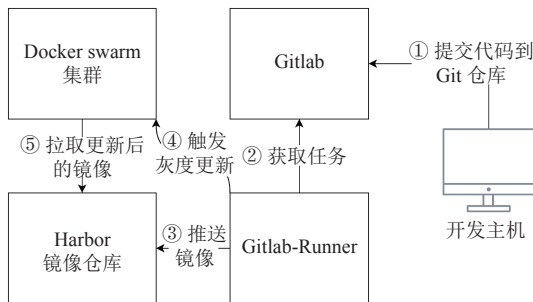 Docker swarm
集群
Gitlab
① 提交代码到
Git 仓库
⑤ 拉取更新后
的镜像
④ 触发
灰度更新
② 获取任务
Harbor
镜像仓库
③ 推送
镜像
Gitlab-Runner
开发主机